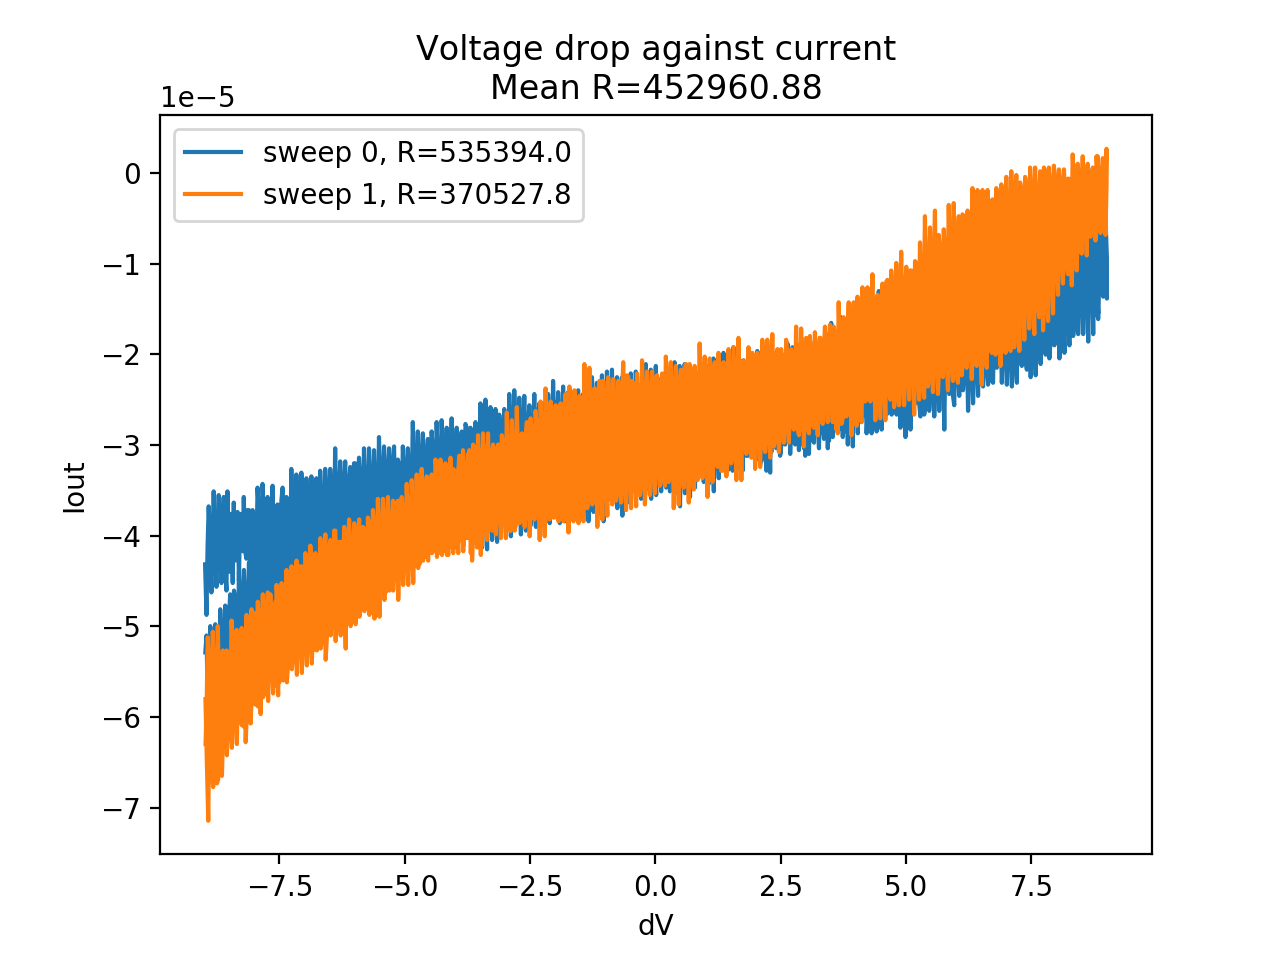 Voltage drop against current
Mean R=452960.88
1e−5
sweep 0, R=535394.0
sweep 1, R=370527.8
0
−1
−2
−3
−4
−5
−6
−7
Iout
−7.5
−5.0
−2.5
0.0
2.5
5.0
7.5
dV